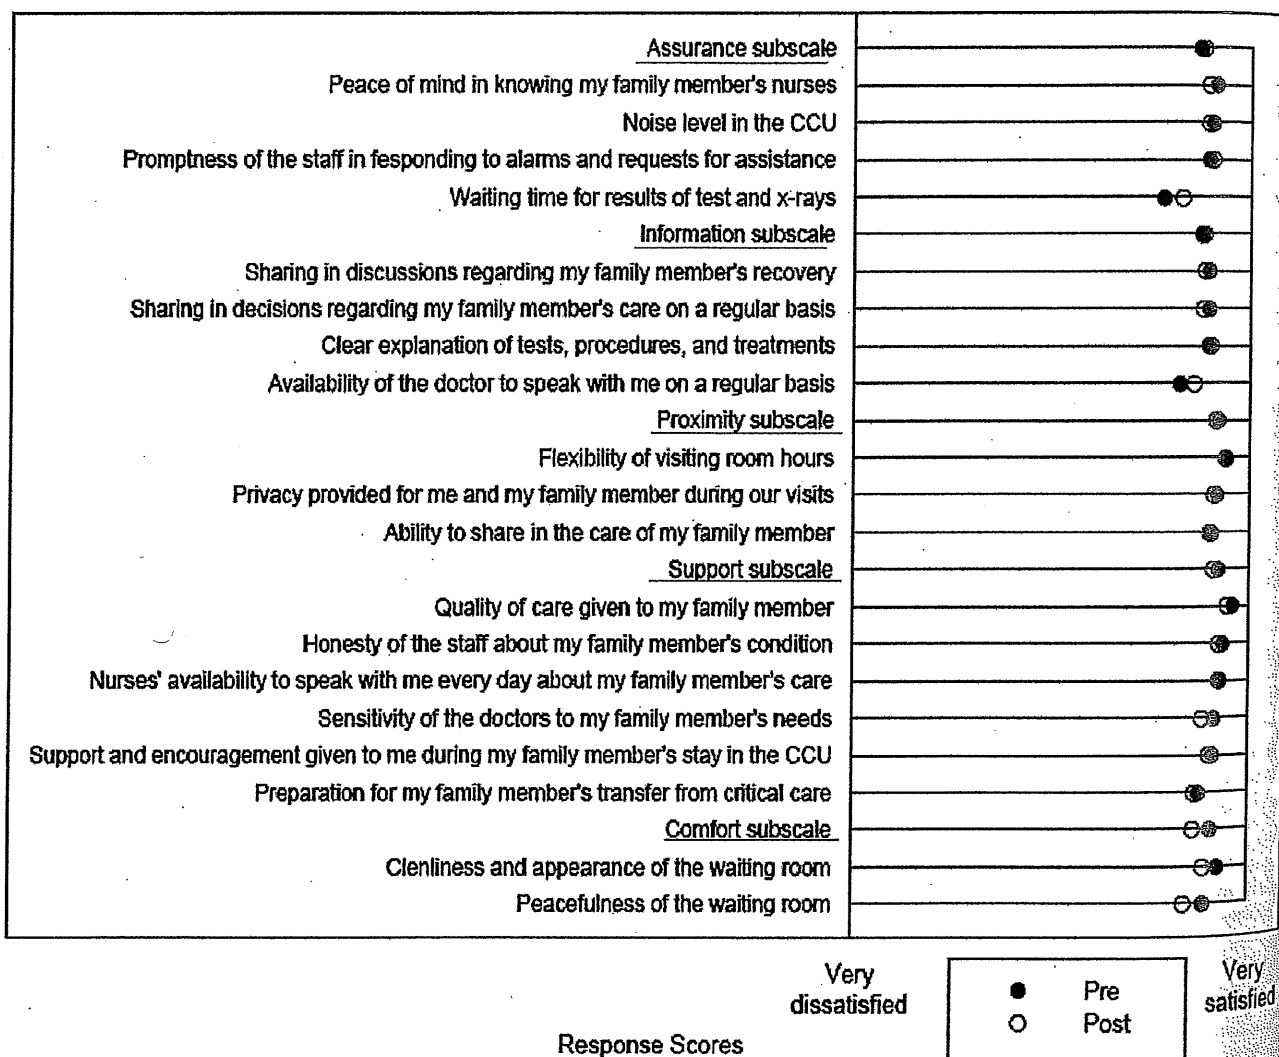 Assurance subscale
Peace of mind in knowing my family member's nurses
Noise level in the CCU
Promptness of the staff in fesponding to alarms and requests for assistance
Waiting time for results of test and x-rays
Information subscale
Sharing in discussions regarding my family member's recovery
Sharing in decisions regarding my family member's care on a regular basis
Clear explanation of tests, procedures, and treatments
Availability of the doctor to speak with me on a regular basis
Proximity subscale
Flexibility of visiting room hours
Privacy provided for me and my family member during our visits
Ability to share in the care of my family member
Support subscale
Quality of care given to my family member
Honesty of the staff about my family member's condition
Nurses' availability to speak with me every day about my family member's care
Sensitivity of the doctors to my family member's needs
Support and encouragement given to me during my family member's stay in the CCU
Preparation for my family member's transfer from critical care
Comfort subscale
Clenliness and appearance of the waiting room
Peacefulness of the waiting room
Very
dissatisfied
Pre
Post
Very
satisfied
Response Scores